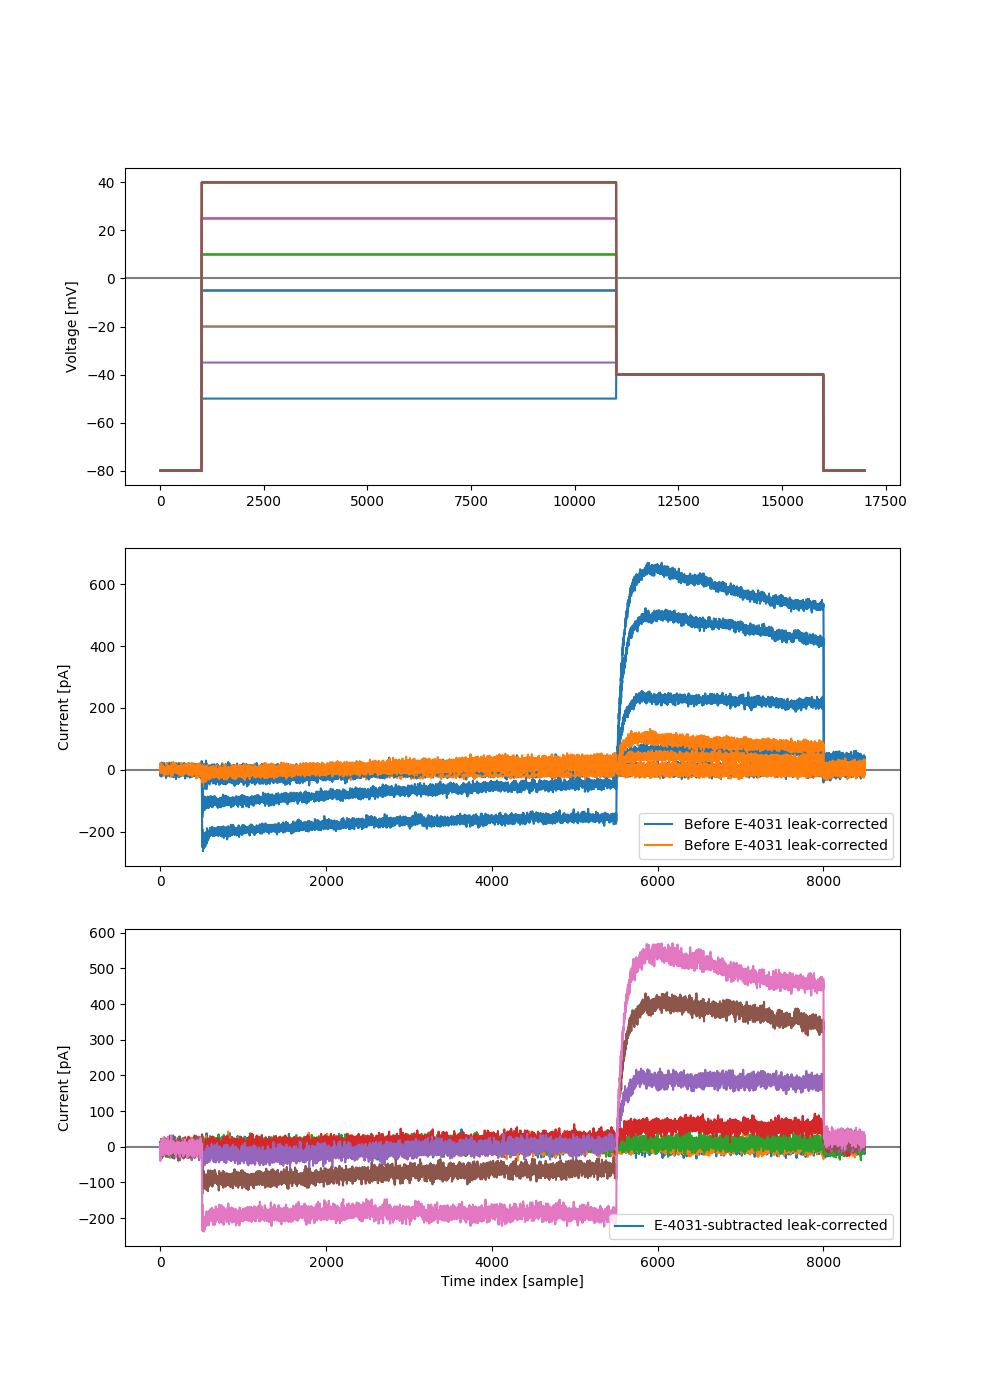 40
20
0
−20
−40
−60
−80
Voltage [mV]
0 2500 5000 7500 10000 12500 15000 17500
600
400
200
0
−200
Current [pA]
Before E-4031 leak-corrected
Before E-4031 leak-corrected
0 2000 4000 6000 8000
600
500
400
300
200
100
0
−100
−200
Current [pA]
E-4031-subtracted leak-corrected
0 2000 4000 6000 8000
Time index [sample]